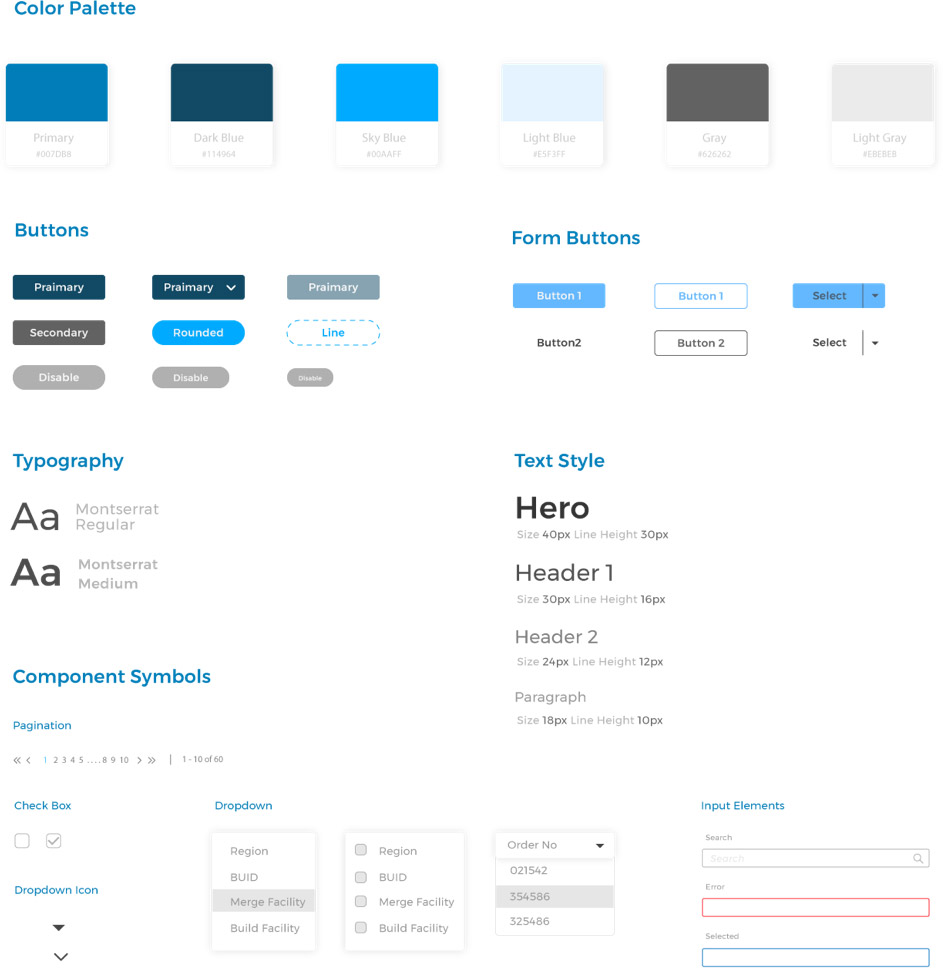 Color Palette
Primary
#007DB8
Dark Blue
#114964
Sky Blue
#00AAFF
Light Blue
#E5F3FF
Gray
#626262
Light Gray
#EBEBEB
Buttons
Praimary
Praimary
Praimary
Secondary
Rounded
Line
Disable
Disable
Disable
Form Buttons
Button 1
Button 1
Select
Button2
Button 2
Select
Typography
Aa
Montserrat
Regular
Aa
Montserrat
Medium
Text Style
Hero
Size 40px Line Height 30px
Header 1
Size 30px Line Height 16px
Header 2
Size 24px Line Height 12px
Paragraph
Size 18px Line Height 10px
Component Symbols
Pagination
« < 1 2 3 4 5 ....8 9 10 > » | 1 - 10 of 60
Check Box
Dropdown Icon
Dropdown
Region
BUID
Merge Facility
Build Facility
Region
BUID
Merge Facility
Build Facility
Order No
021542
354586
325486
Input Elements
Search
Search
Error
Selected